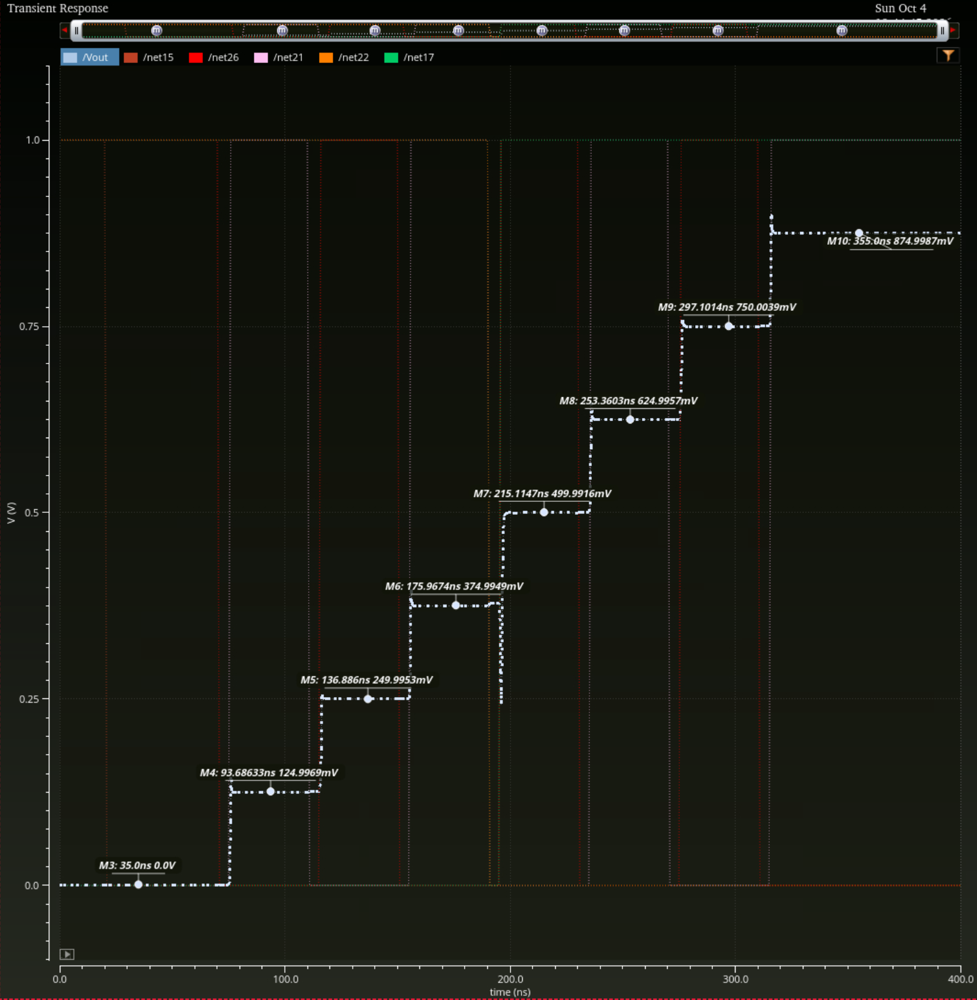 Transient Response
Sun Oct 4
m m m m m m m m
/Vout /net15 /net26 /net21 /net22 /net17
1.0
M10: 355.0ns 874.9987mV
M9: 297.1014ns 750.0039mV
0.75
M8: 253.3603ns 624.9957mV
M7: 215.1147ns 499.9916mV
0.5
V (V)
M6: 175.9674ns 374.9949mV
M5: 136.886ns 249.9953mV
0.25
M4: 93.68633ns 124.9969mV
M3: 35.0ns 0.0V
0.0
0.0 100.0 200.0 300.0 400.0
time (ns)